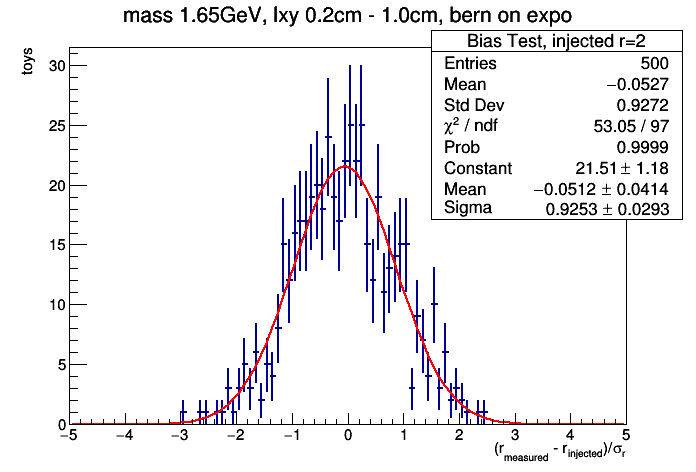 mass 1.65GeV, lxy 0.2cm - 1.0cm, bern on expo
Bias Test, injected r=2
Entries 500
Mean −0.0527
Std Dev 0.9272
χ² / ndf 53.05 / 97
Prob 0.9999
Constant 21.51 ± 1.18
Mean −0.0512 ± 0.0414
Sigma 0.9253 ± 0.0293
toys
30
25
20
15
10
5
0
−5 −4 −3 −2 −1 0 1 2 3 4 5
(r_measured - r_injected)/σ_r